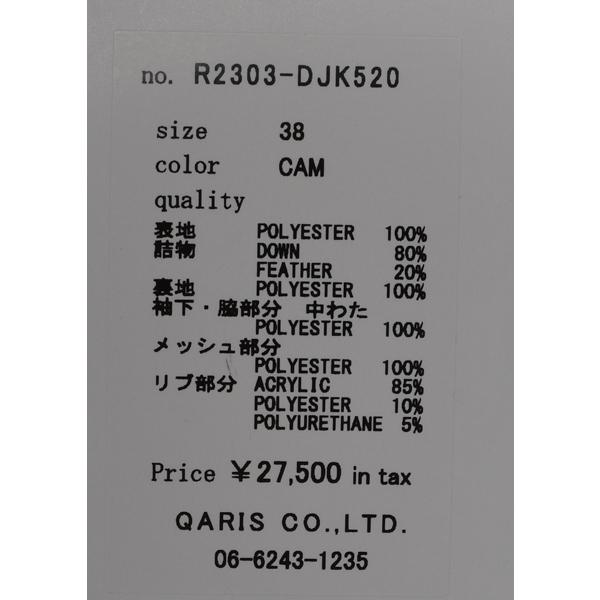 no. R2303-DJK520
size 38
color CAM
quality
表地 POLYESTER 100%
詰物 DOWN 80%
FEATHER 20%
裏地 POLYESTER 100%
袖下・脇部分 中わた
POLYESTER 100%
メッシュ部分
POLYESTER 100%
リブ部分 ACRYLIC 85%
POLYESTER 10%
POLYURETHANE 5%
Price ¥27,500 in tax
QARIS CO.,LTD.
06-6243-1235